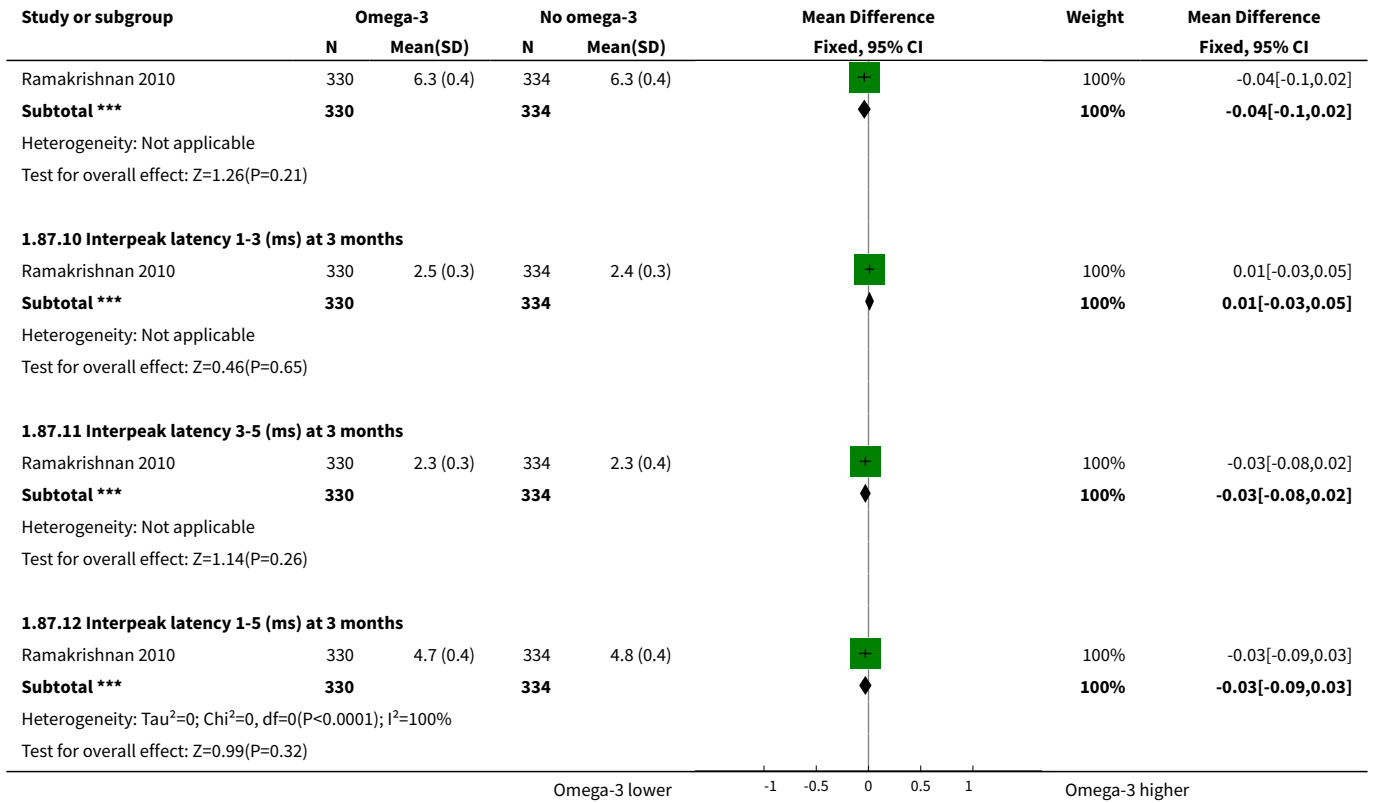 Study or subgroup Omega-3 No omega-3 Mean Difference Weight Mean Difference
N Mean(SD) N Mean(SD) Fixed, 95% CI Fixed, 95% CI
Ramakrishnan 2010 330 6.3 (0.4) 334 6.3 (0.4) 100% -0.04[-0.1,0.02]
Subtotal *** 330 334 100% -0.04[-0.1,0.02]
Heterogeneity: Not applicable
Test for overall effect: Z=1.26(P=0.21)
1.87.10 Interpeak latency 1-3 (ms) at 3 months
Ramakrishnan 2010 330 2.5 (0.3) 334 2.4 (0.3) 100% 0.01[-0.03,0.05]
Subtotal *** 330 334 100% 0.01[-0.03,0.05]
Heterogeneity: Not applicable
Test for overall effect: Z=0.46(P=0.65)
1.87.11 Interpeak latency 3-5 (ms) at 3 months
Ramakrishnan 2010 330 2.3 (0.3) 334 2.3 (0.4) 100% -0.03[-0.08,0.02]
Subtotal *** 330 334 100% -0.03[-0.08,0.02]
Heterogeneity: Not applicable
Test for overall effect: Z=1.14(P=0.26)
1.87.12 Interpeak latency 1-5 (ms) at 3 months
Ramakrishnan 2010 330 4.7 (0.4) 334 4.8 (0.4) 100% -0.03[-0.09,0.03]
Subtotal *** 330 334 100% -0.03[-0.09,0.03]
Heterogeneity: Tau²=0; Chi²=0, df=0(P<0.0001); I²=100%
Test for overall effect: Z=0.99(P=0.32)
Omega-3 lower -1 -0.5 0 0.5 1 Omega-3 higher